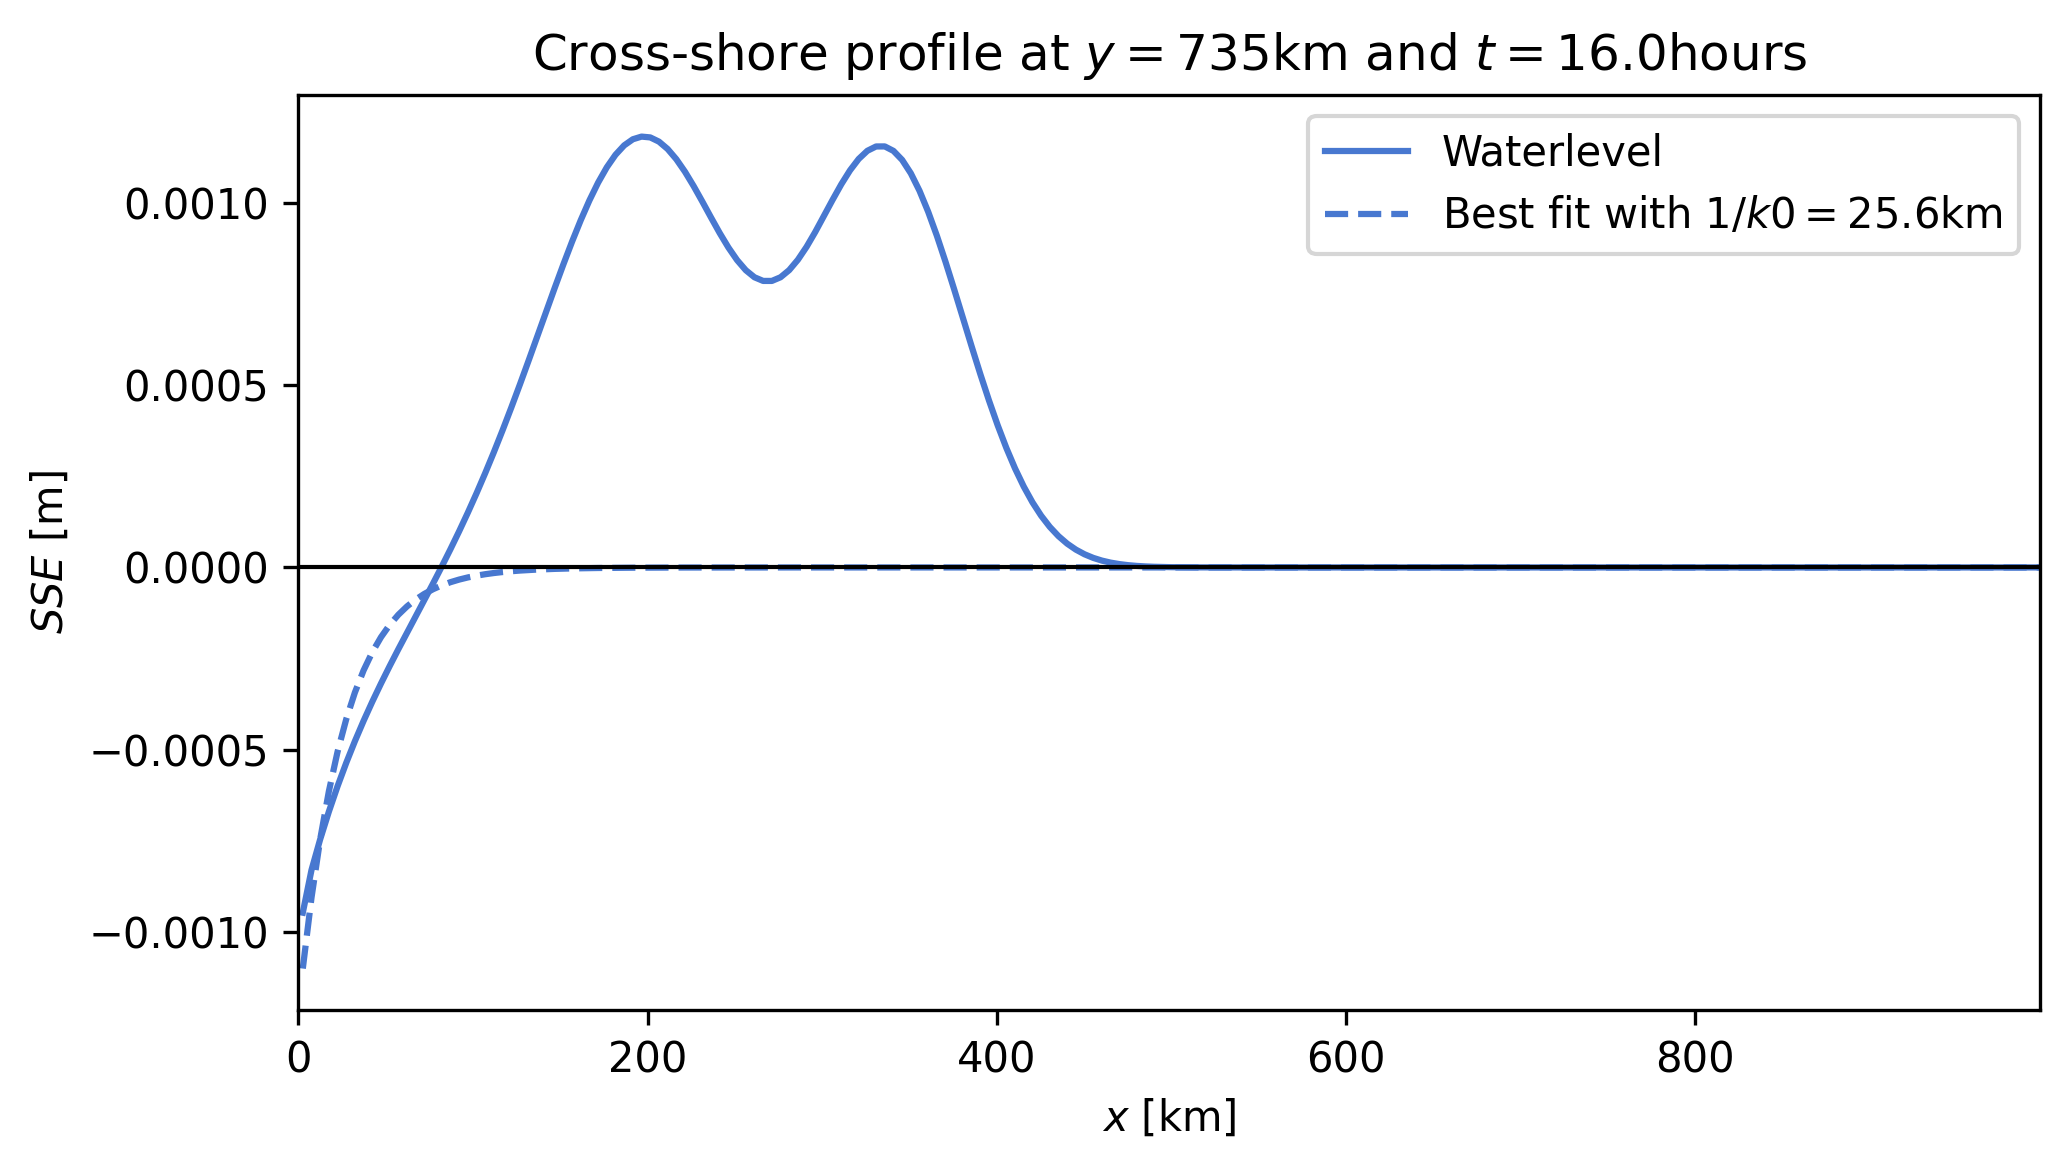 Cross-shore profile at y = 735km and t = 16.0hours
Waterlevel
Best fit with 1/k0 = 25.6km
SSE [m]
0.0010
0.0005
0.0000
−0.0005
−0.0010
0 200 400 600 800
x [km]